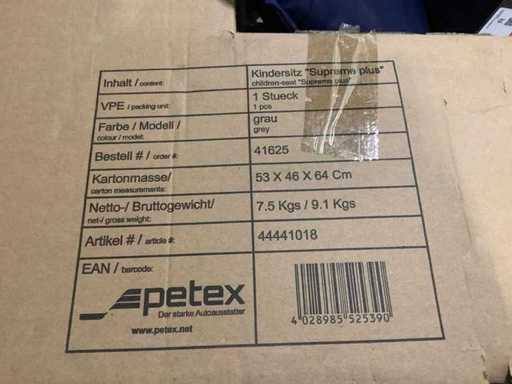 Inhalt / content:
Kindersitz "Supreme plus"
children-seat "Supreme plus"
VPE / packing unit:
1 Stueck
1 pcs
Farbe / Modell /
colour / model:
grau
grey
Bestell # / order #:
41625
Kartonmasse/
carton measurements:
53 X 46 X 64 Cm
Netto-/ Bruttogewicht/
net-/ gross weight:
7.5 Kgs / 9.1 Kgs
Artikel # / article #:
44441018
EAN / barcode:
petex
Der starke Autoausstatter
www.petex.net
4 028985 525390